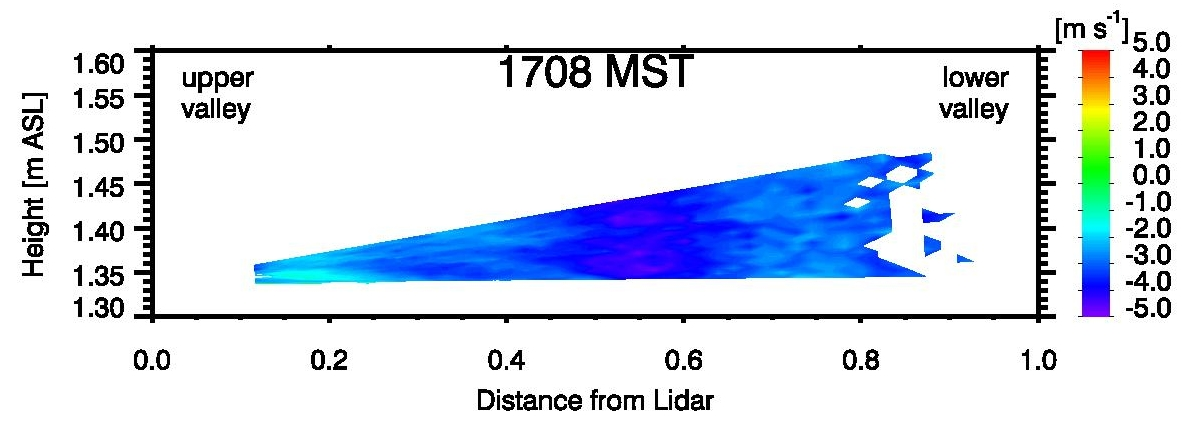 [m s-1]
upper
valley
1708 MST
lower
valley
Height [m ASL]
1.60
1.55
1.50
1.45
1.40
1.35
1.30
0.0 0.2 0.4 0.6 0.8 1.0
Distance from Lidar
5.0
4.0
3.0
2.0
1.0
0.0
-1.0
-2.0
-3.0
-4.0
-5.0